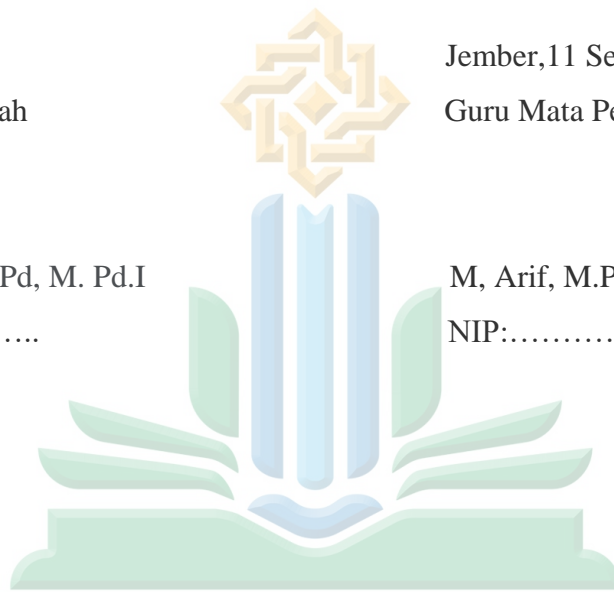 Jember,11 Se
ah Guru Mata Pe
Pd, M. Pd.I M, Arif, M.P
….. NIP:…………